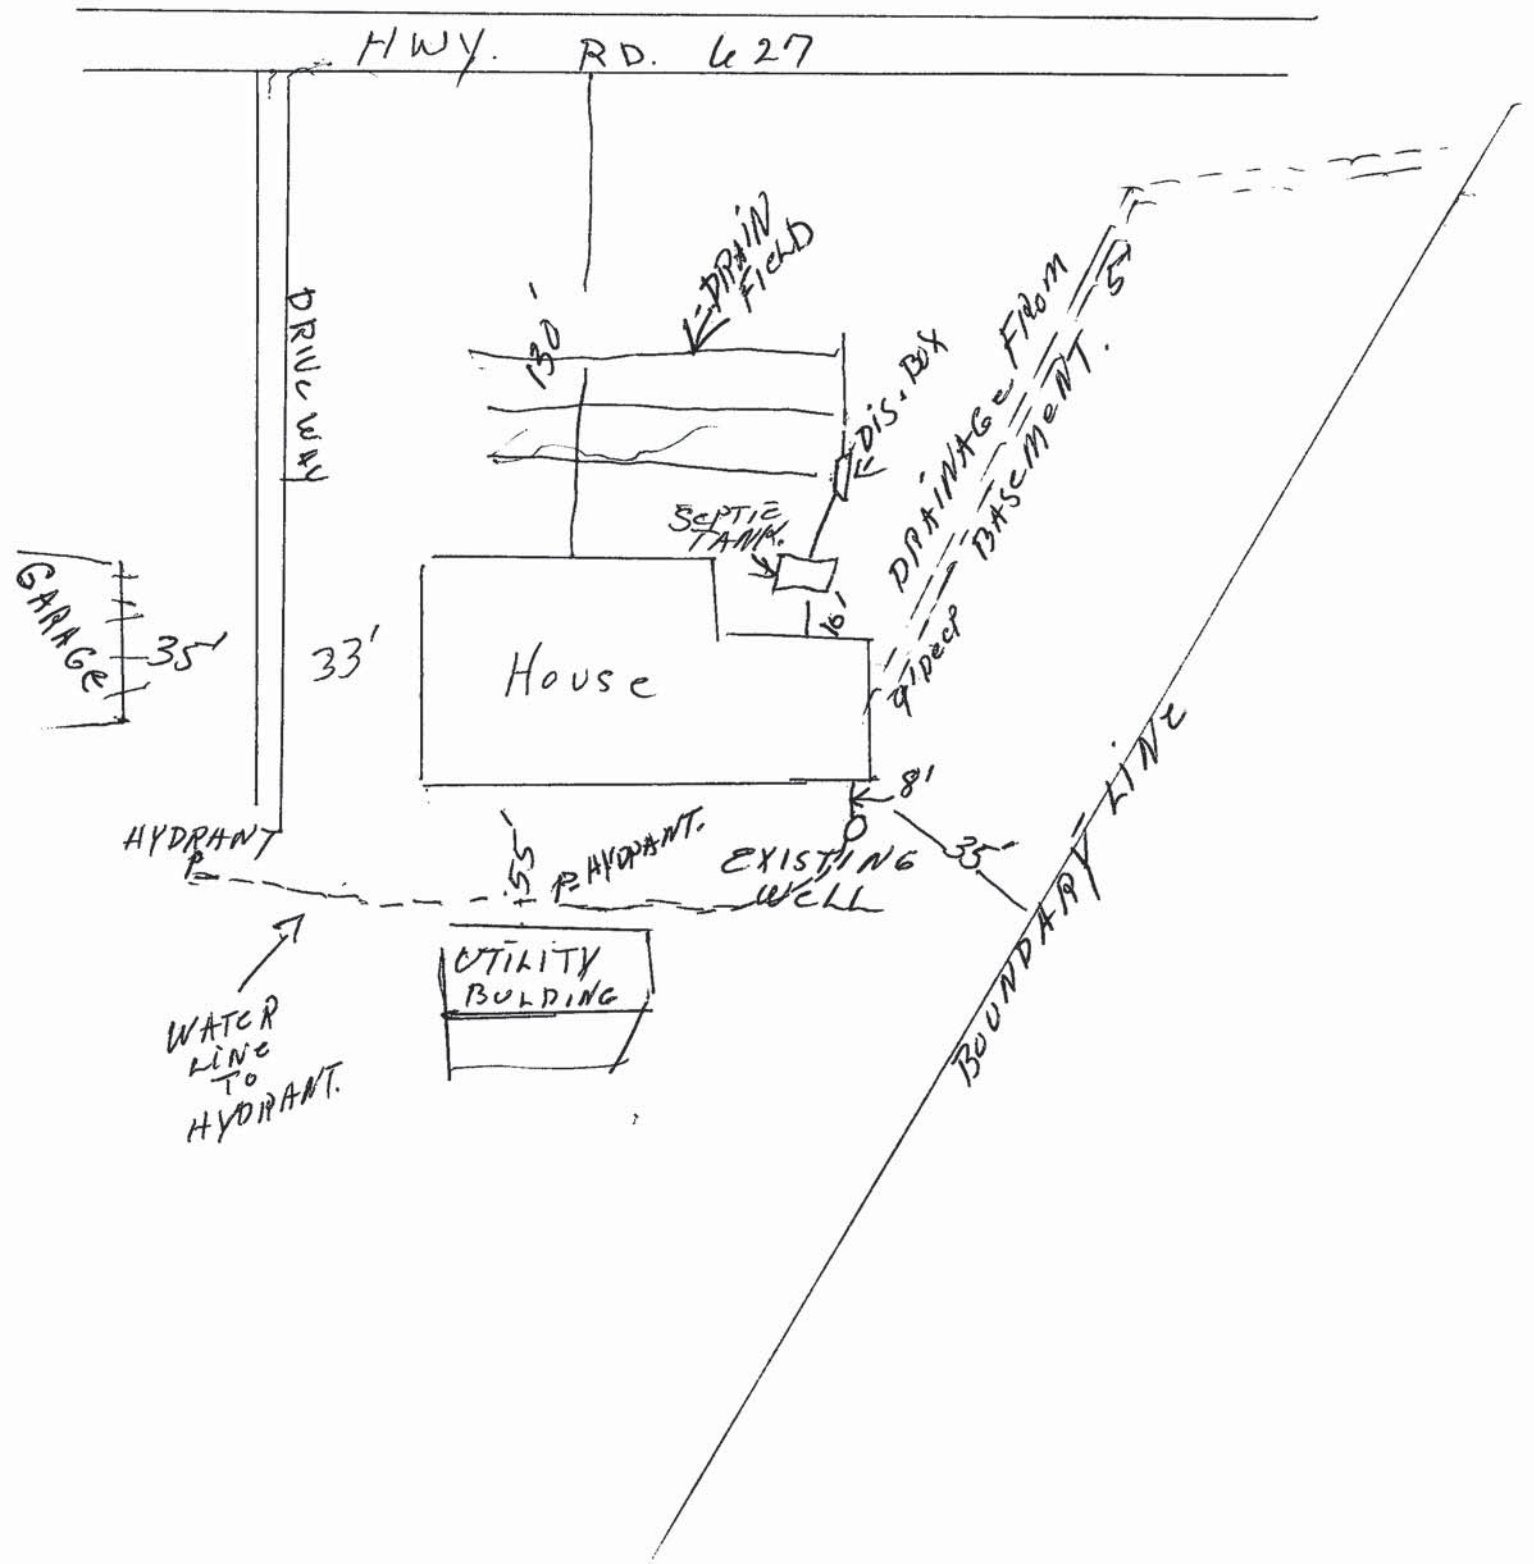 HWY. RD. 627
DRIVEWAY
130'
DRAIN
FIELD
DIS. BOX
SEPTIC
TANK.
16'
DRAINAGE FROM
BASEMENT.
5'
9' DEEP
GARAGE
35'
33'
House
8'
HYDRANT
55'
HYDRANT.
EXISTING
WELL
35'
BOUNDARY LINE
UTILITY
BULDING
WATER
LINE
TO
HYDRANT.